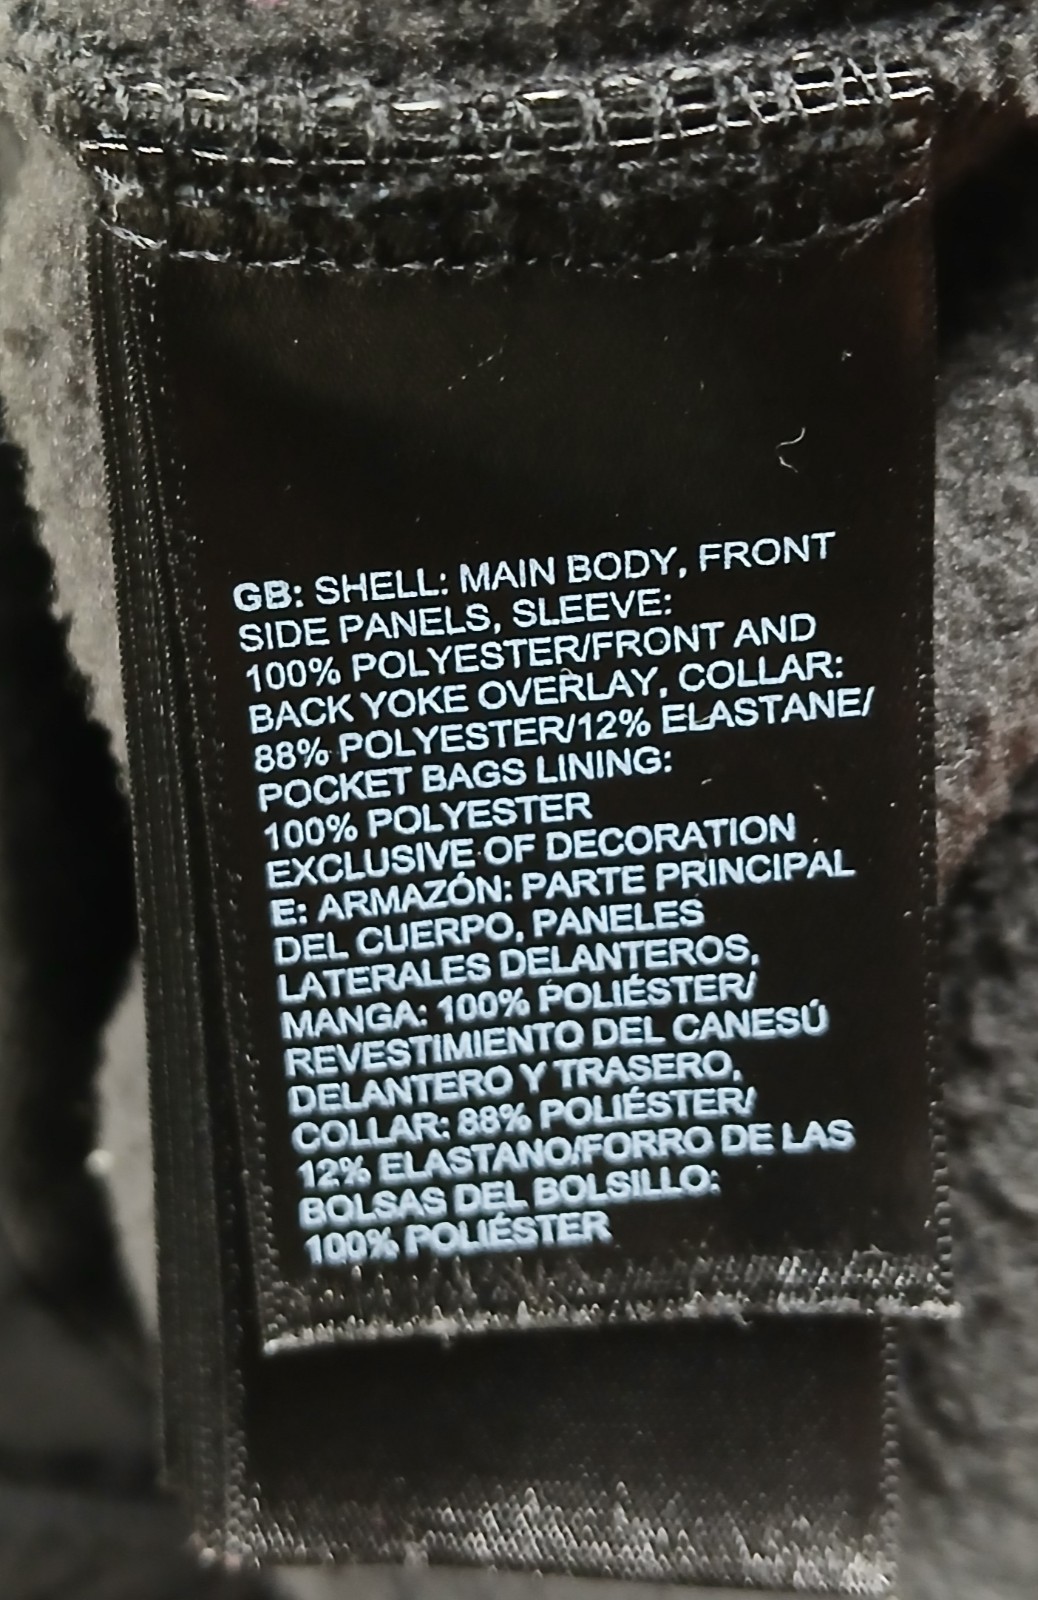 GB: SHELL: MAIN BODY, FRONT
SIDE PANELS, SLEEVE:
100% POLYESTER/FRONT AND
BACK YOKE OVERLAY, COLLAR:
88% POLYESTER/12% ELASTANE/
POCKET BAGS LINING:
100% POLYESTER
EXCLUSIVE OF DECORATION
E: ARMAZÓN: PARTE PRINCIPAL
DEL CUERPO, PANELES
LATERALES DELANTEROS,
MANGA: 100% POLIÉSTER/
REVESTIMIENTO DEL CANESÚ
DELANTERO Y TRASERO,
COLLAR: 88% POLIÉSTER/
12% ELASTANO/FORRO DE LAS
BOLSAS DEL BOLSILLO:
100% POLIÉSTER